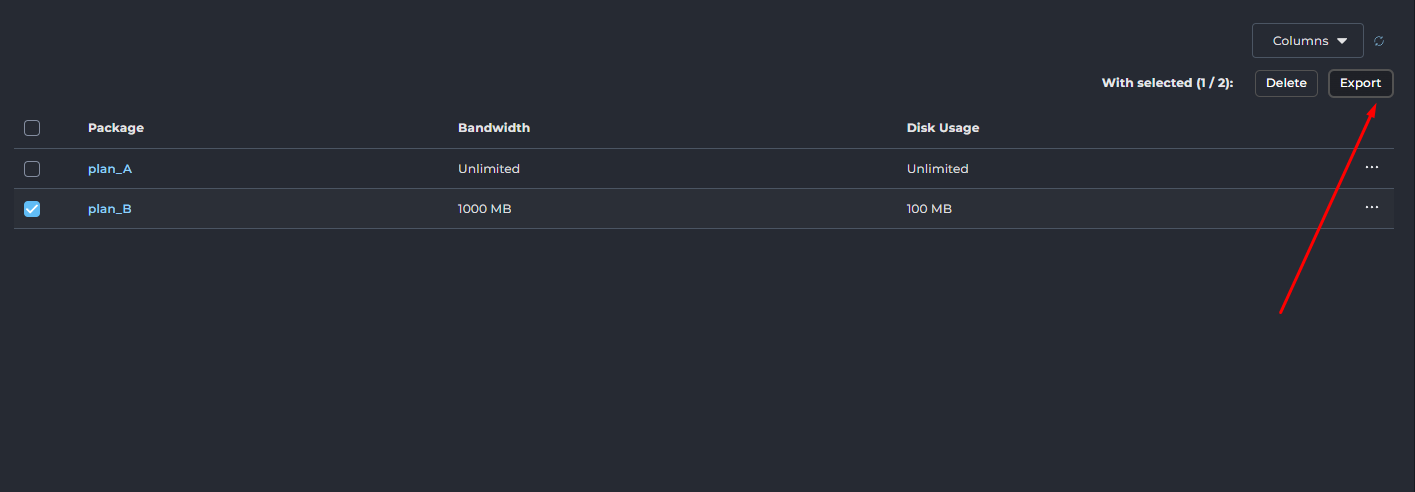 Columns
With selected (1 / 2): Delete Export
Package Bandwidth Disk Usage
plan_A Unlimited Unlimited ...
plan_B 1000 MB 100 MB ...